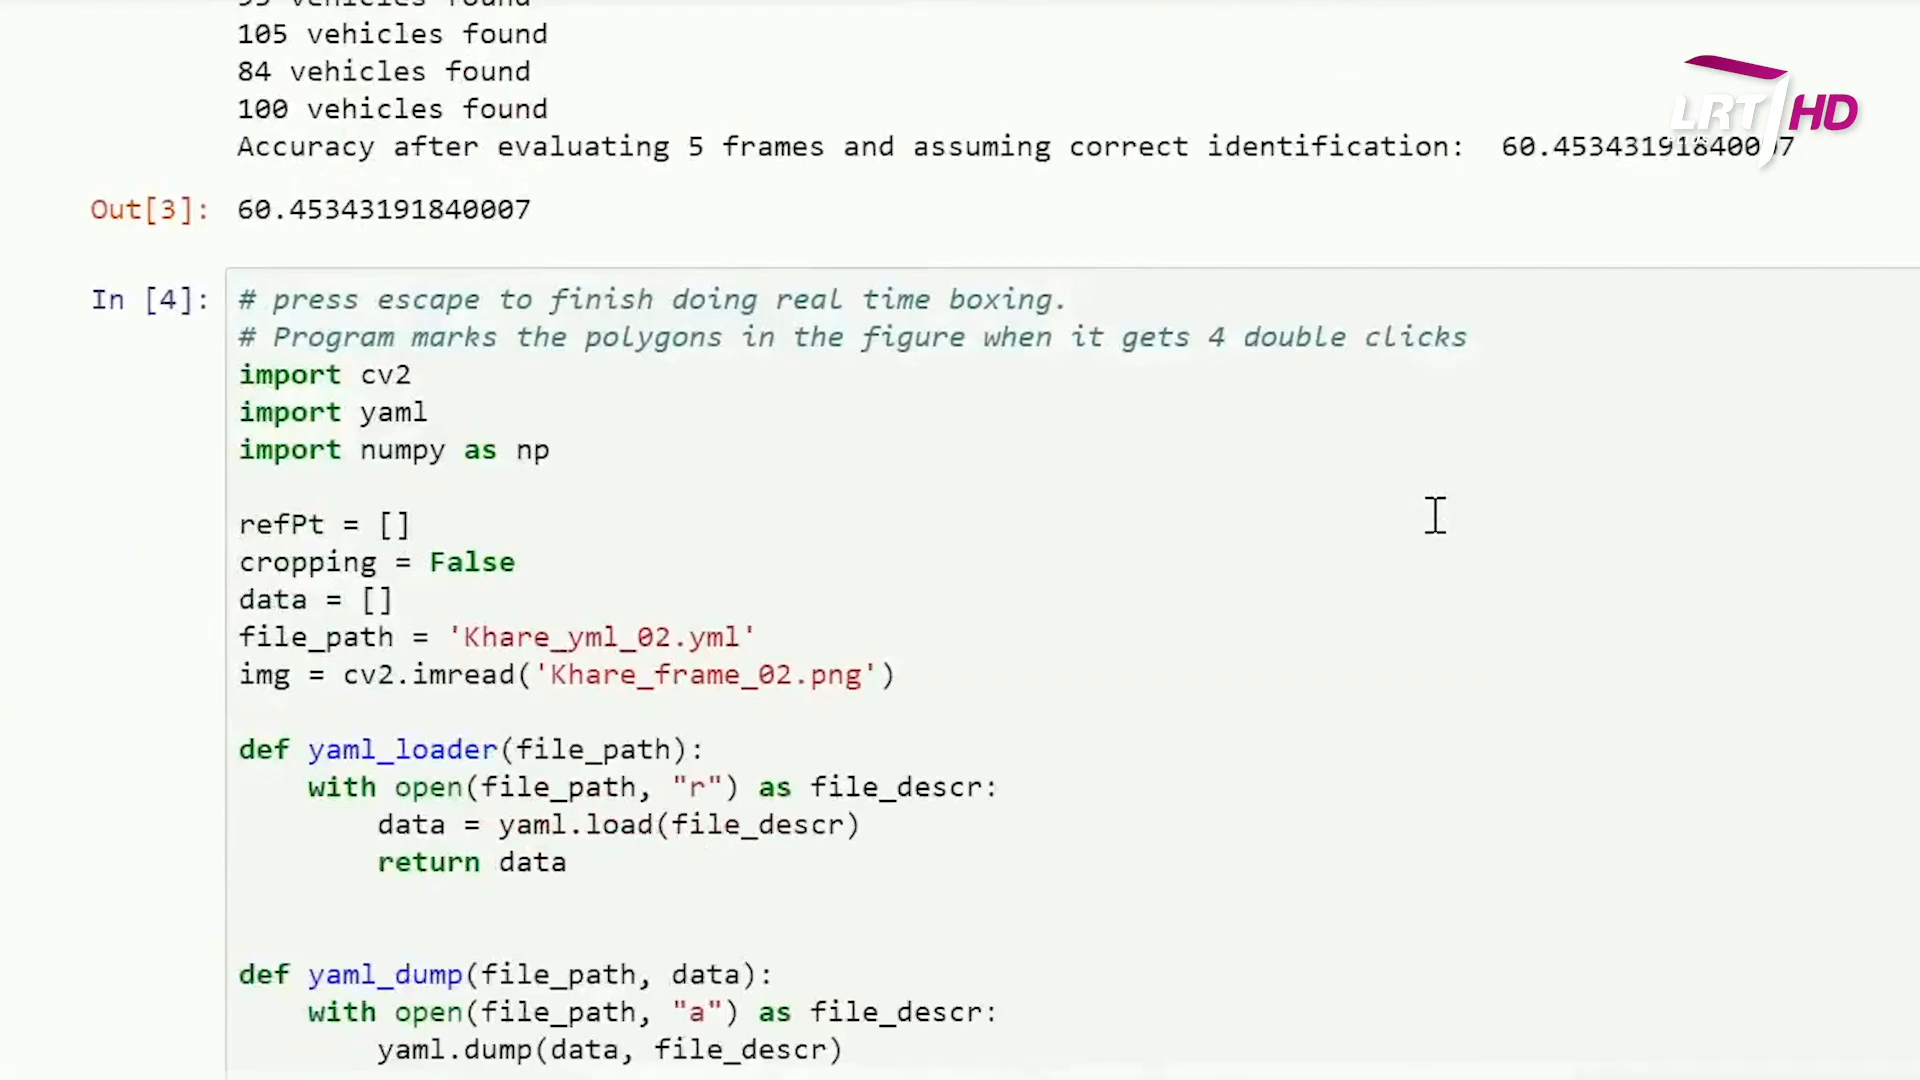 vehicles found
105 vehicles found
84 vehicles found
100 vehicles found
Accuracy after evaluating 5 frames and assuming correct identification: 60.45343191840007
Out[3]: 60.45343191840007
In [4]: # press escape to finish doing real time boxing.
# Program marks the polygons in the figure when it gets 4 double clicks
import cv2
import yaml
import numpy as np
refPt = []
cropping = False
data = []
file_path = 'Khare_yml_02.yml'
img = cv2.imread('Khare_frame_02.png')
def yaml_loader(file_path):
    with open(file_path, "r") as file_descr:
        data = yaml.load(file_descr)
        return data
def yaml_dump(file_path, data):
    with open(file_path, "a") as file_descr:
        yaml.dump(data, file_descr)
LRT HD